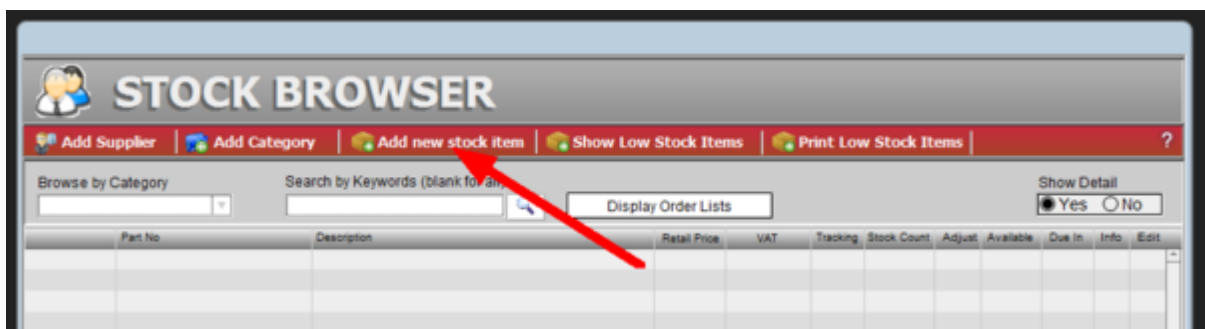 STOCK BROWSER
Add Supplier Add Category Add new stock item Show Low Stock Items Print Low Stock Items ?
Browse by Category Search by Keywords (blank for all) Show Detail
Display Order Lists Yes No
Part No Description Retail Price VAT Tracking Stock Count Adjust Available Due In Info Edit